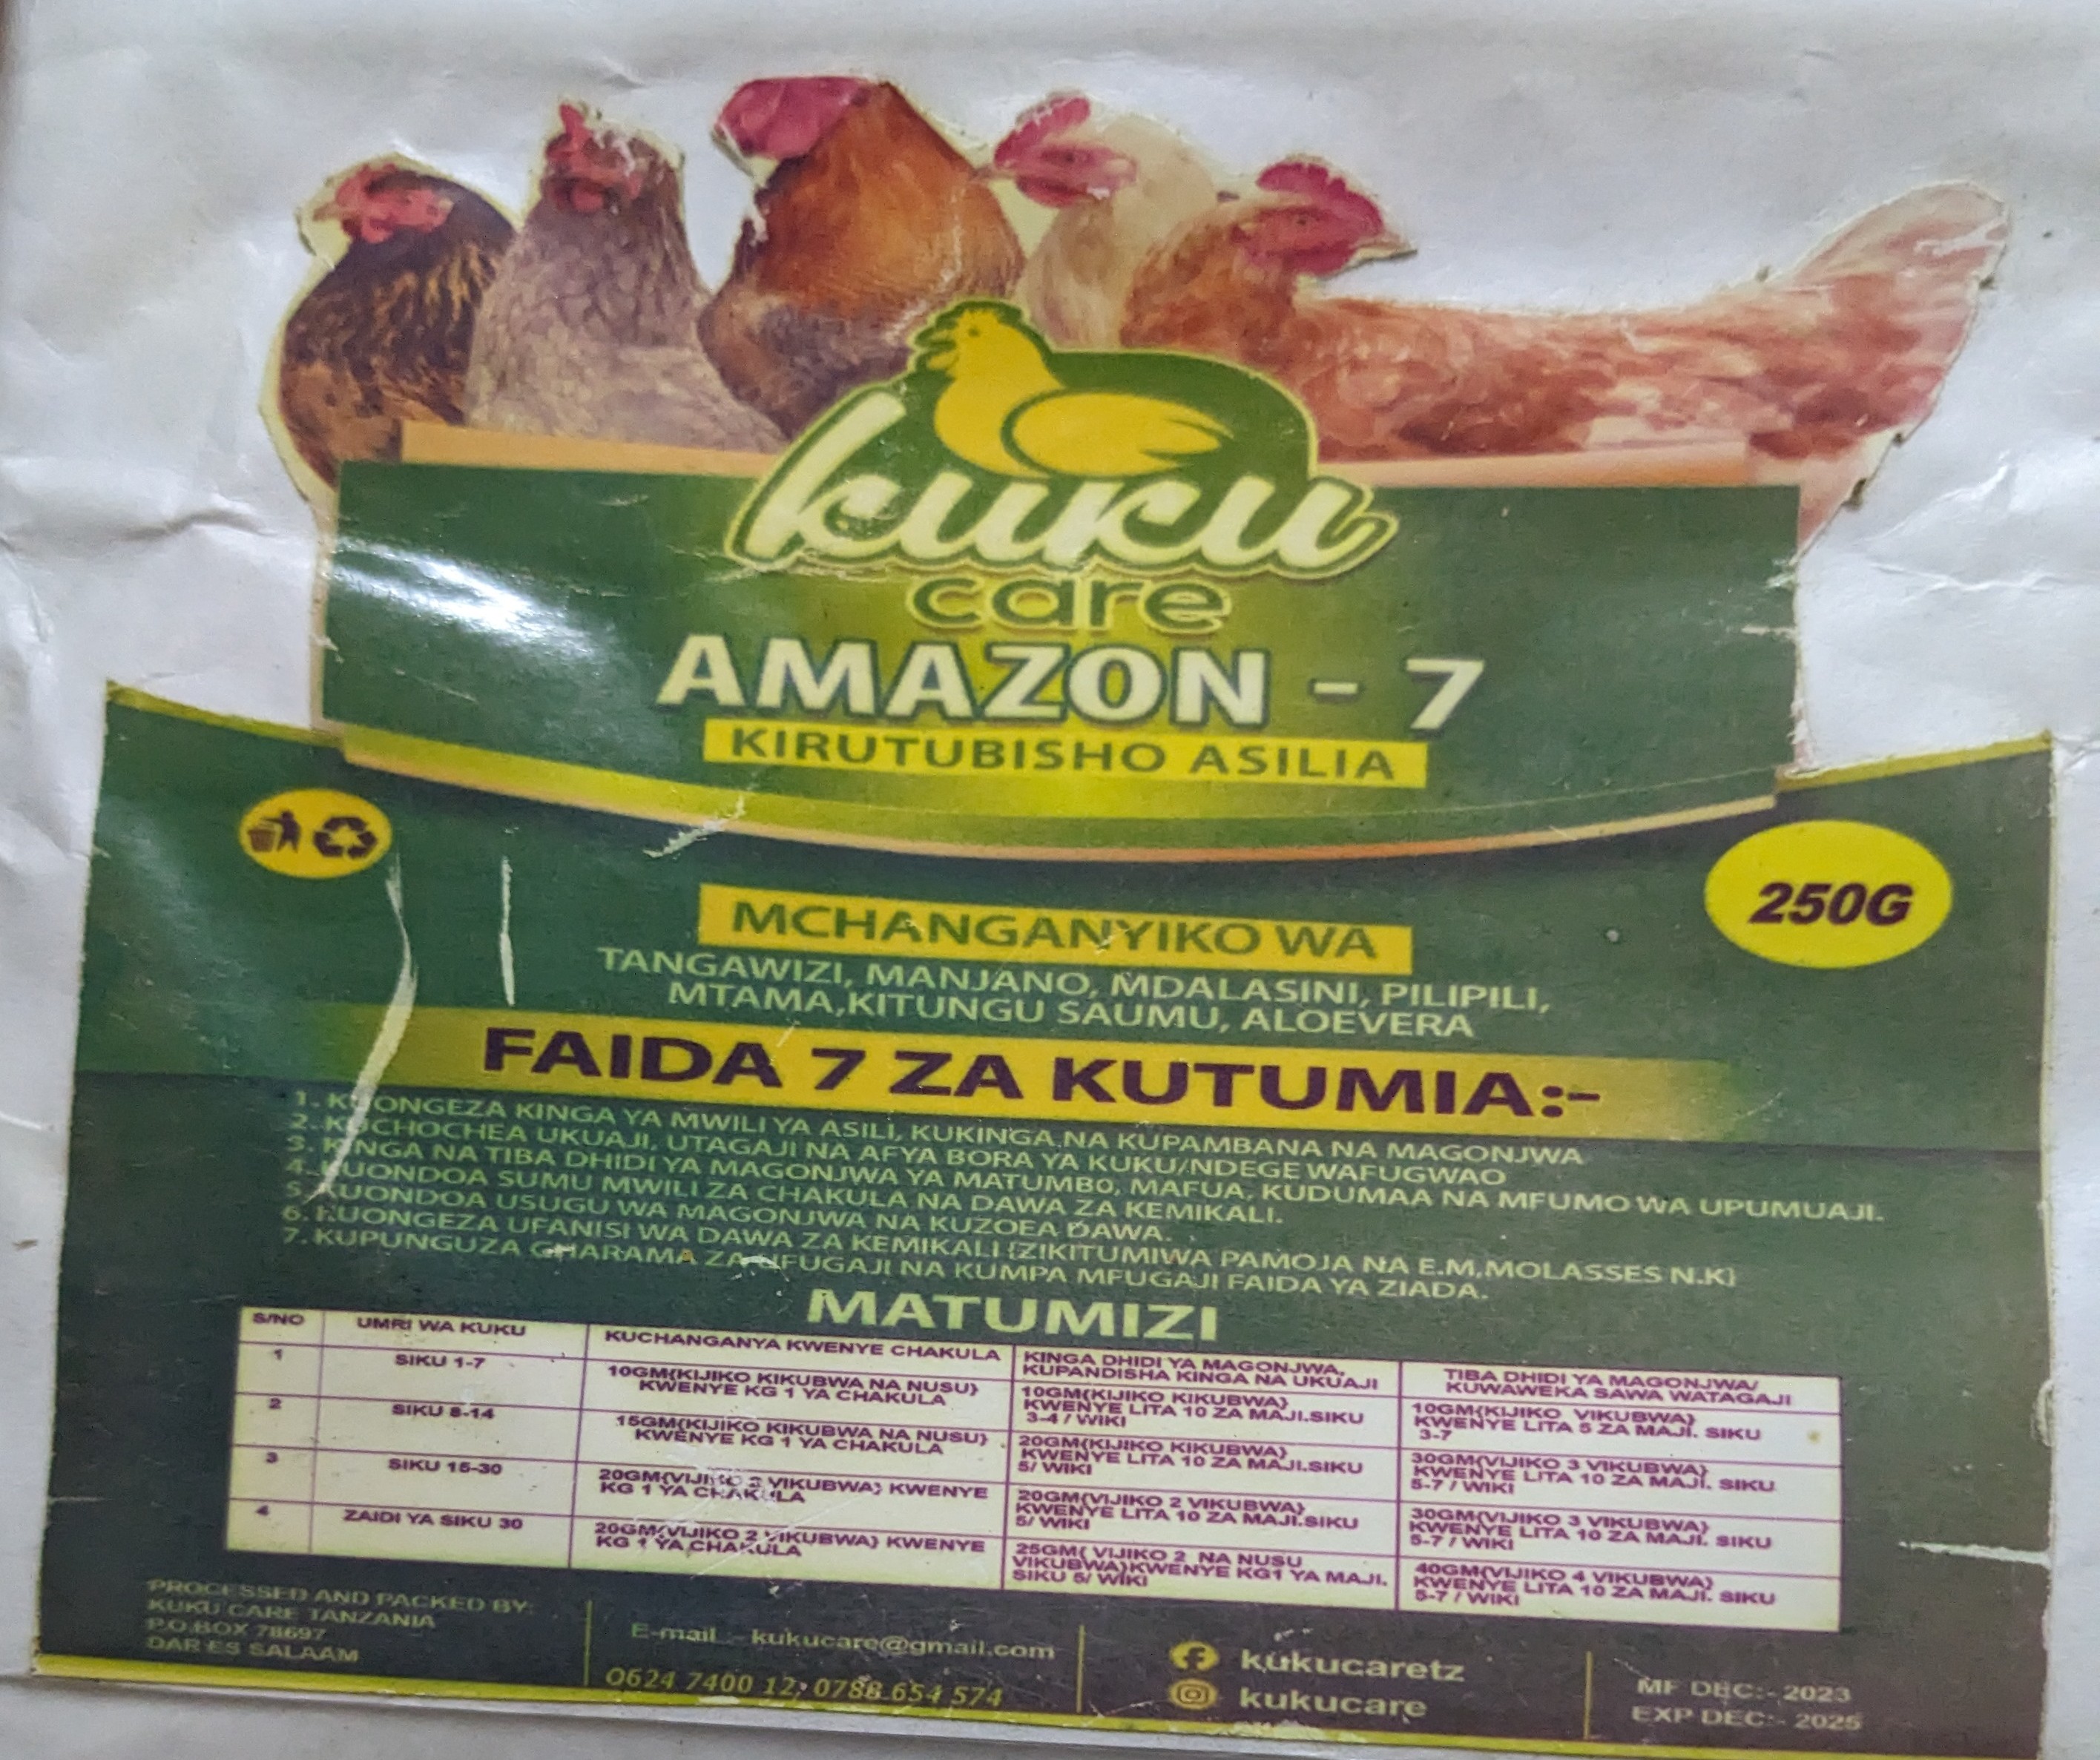 kuku
care
AMAZON - 7
KIRUTUBISHO ASILIA
250G
MCHANGANYIKO WA
TANGAWIZI, MANJANO, MDALASINI, PILIPILI,
MTAMA,KITUNGU SAUMU, ALOEVERA
FAIDA 7 ZA KUTUMIA:-
1. KUONGEZA KINGA YA MWILI YA ASILI, KUKINGA NA KUPAMBANA NA MAGONJWA
2. KUCHOCHEA UKUAJI, UTAGAJI NA AFYA BORA YA KUKU/NDEGE WAFUGWAO
3. KINGA NA TIBA DHIDI YA MAGONJWA YA MATUMBO, MAFUA, KUDUMAA NA MFUMO WA UPUMUAJI.
4. KUONDOA SUMU MWILI ZA CHAKULA NA DAWA ZA KEMIKALI.
5. KUONDOA USUGU WA MAGONJWA NA KUZOEA DAWA.
6. KUONGEZA UFANISI WA DAWA ZA KEMIKALI {ZIKITUMIWA PAMOJA NA E.M,MOLASSES N.K}
7. KUPUNGUZA GHARAMA ZA UFUGAJI NA KUMPA MFUGAJI FAIDA YA ZIADA.
MATUMIZI
S/NO UMRI WA KUKU KUCHANGANYA KWENYE CHAKULA KINGA DHIDI YA MAGONJWA, KUPANDISHA KINGA NA UKUAJI TIBA DHIDI YA MAGONJWA/ KUWAWEKA SAWA WATAGAJI
1 SIKU 1-7 10GM{KIJIKO KIKUBWA NA NUSU} KWENYE KG 1 YA CHAKULA 10GM{KIJIKO KIKUBWA} KWENYE LITA 10 ZA MAJI.SIKU 3-4 / WIKI 10GM{KIJIKO VIKUBWA} KWENYE LITA 5 ZA MAJI. SIKU 3-7
2 SIKU 8-14 15GM{KIJIKO KIKUBWA NA NUSU} KWENYE KG 1 YA CHAKULA 20GM{KIJIKO KIKUBWA} KWENYE LITA 10 ZA MAJI.SIKU 5/ WIKI 30GM{VIJIKO 3 VIKUBWA} KWENYE LITA 10 ZA MAJI. SIKU 5-7 / WIKI
3 SIKU 15-30 20GM{VIJIKO 2 VIKUBWA} KWENYE KG 1 YA CHAKULA 20GM{VIJIKO 2 VIKUBWA} KWENYE LITA 10 ZA MAJI.SIKU 5/ WIKI 30GM{VIJIKO 3 VIKUBWA} KWENYE LITA 10 ZA MAJI. SIKU 5-7 / WIKI
4 ZAIDI YA SIKU 30 20GM{VIJIKO 2 VIKUBWA} KWENYE KG 1 YA CHAKULA 25GM{ VIJIKO 2 NA NUSU VIKUBWA}KWENYE KG1 YA MAJI. SIKU 5/ WIKI 40GM{VIJIKO 4 VIKUBWA} KWENYE LITA 10 ZA MAJI. SIKU 5-7 / WIKI
PROCESSED AND PACKED BY:
KUKU CARE TANZANIA
P.O.BOX 78697
DAR ES SALAAM
E-mail :- kukucare@gmail.com
0624 7400 12; 0788 654 574
kukucaretz
kukucare
MF DEC:- 2023
EXP DEC:- 2025